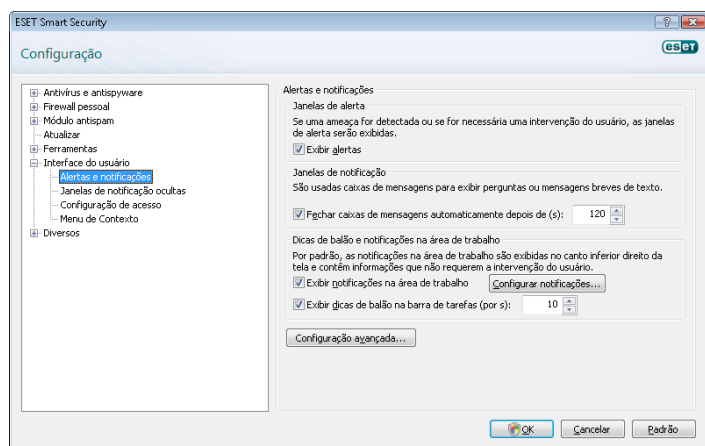 ESET Smart Security
Configuração
eset
Antivírus e antispyware
Firewall pessoal
Módulo antispam
Atualizar
Ferramentas
Interface do usuário
Alertas e notificações
Janelas de notificação ocultas
Configuração de acesso
Menu de Contexto
Diversos
Alertas e notificações
Janelas de alerta
Se uma ameaça for detectada ou se for necessária uma intervenção do usuário, as janelas
de alerta serão exibidas.
Exibir alertas
Janelas de notificação
São usadas caixas de mensagens para exibir perguntas ou mensagens breves de texto.
Fechar caixas de mensagens automaticamente depois de (s): 120
Dicas de balão e notificações na área de trabalho
Por padrão, as notificações na área de trabalho são exibidas no canto inferior direito da
tela e contêm informações que não requerem a intervenção do usuário.
Exibir notificações na área de trabalho Configurar notificações...
Exibir dicas de balão na barra de tarefas (por s): 10
Configuração avançada...
OK Cancelar Padrão